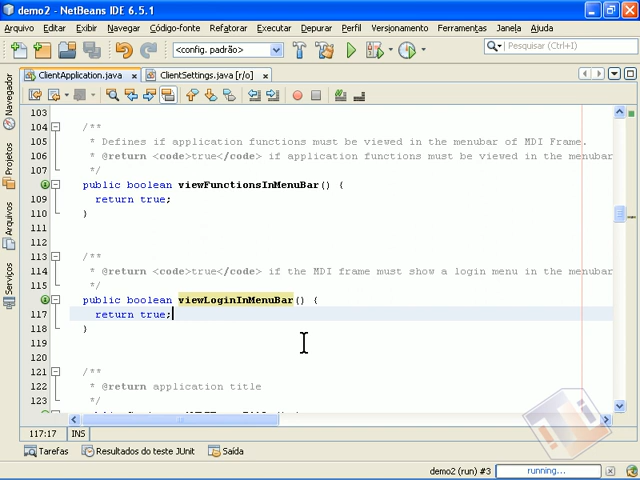 demo2 - NetBeans IDE 6.5.1
Arquivo Editar Exibir Navegar Código-fonte Refatorar Executar Depurar Perfil Versionamento Ferramentas Janela Ajuda
<config. padrão> Pesquisar (Ctrl+I)
ClientApplication.java ClientSettings.java [r/o]
Navegador
Projetos
Arquivos
Serviços
103
104 /**
105 * Defines if application functions must be viewed in the menubar of MDI Frame.
106 * @return <code>true</code> if application functions must be viewed in the menubar
107 */
public boolean viewFunctionsInMenuBar() {
109 return true;
110 }
111
112
113 /**
114 * @return <code>true</code> if the MDI frame must show a login menu in the menubar
115 */
public boolean viewLoginInMenuBar() {
117 return true;
118 }
119
120
121 /**
122 * @return application title
123 */
117:17 INS
Tarefas Resultados do teste JUnit Saída
demo2 (run) #3 running...